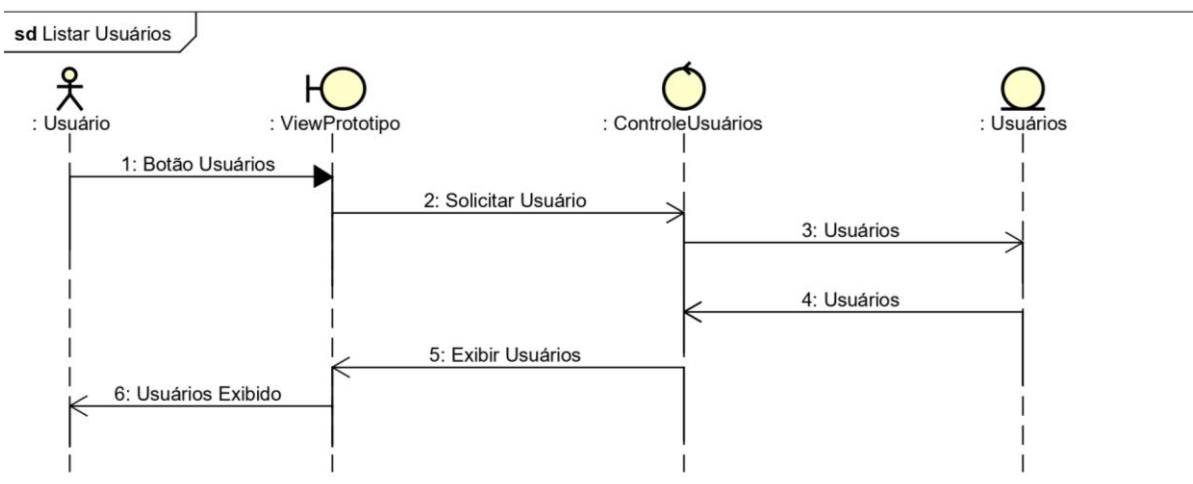 sd Listar Usuários
: Usuário
: ViewPrototipo
: ControleUsuários
: Usuários
1: Botão Usuários
2: Solicitar Usuário
3: Usuários
4: Usuários
5: Exibir Usuários
6: Usuários Exibido